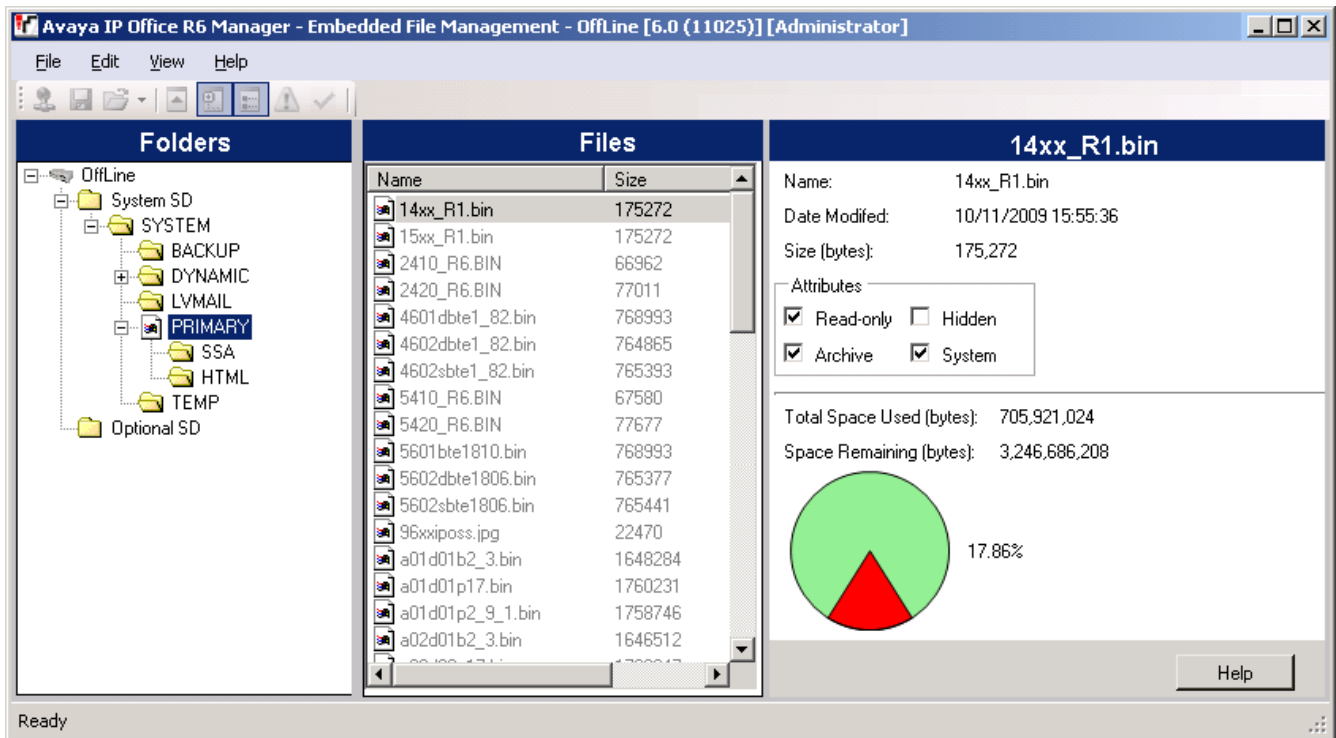 Avaya IP Office R6 Manager - Embedded File Management - OffLine [6.0 (11025)] [Administrator]
File Edit View Help
Folders
OffLine
System SD
SYSTEM
BACKUP
DYNAMIC
LVMAIL
PRIMARY
SSA
HTML
TEMP
Optional SD
Files
Name Size
14xx_R1.bin 175272
15xx_R1.bin 175272
2410_R6.BIN 66962
2420_R6.BIN 77011
4601dbte1_82.bin 768993
4602dbte1_82.bin 764865
4602sbte1_82.bin 765393
5410_R6.BIN 67580
5420_R6.BIN 77677
5601bte1810.bin 768993
5602dbte1806.bin 765377
5602sbte1806.bin 765441
96xxiposs.jpg 22470
a01d01b2_3.bin 1648284
a01d01p17.bin 1760231
a01d01p2_9_1.bin 1758746
a02d01b2_3.bin 1646512
14xx_R1.bin
Name: 14xx_R1.bin
Date Modifed: 10/11/2009 15:55:36
Size (bytes): 175,272
Attributes
Read-only Hidden
Archive System
Total Space Used (bytes): 705,921,024
Space Remaining (bytes): 3,246,686,208
17.86%
Help
Ready